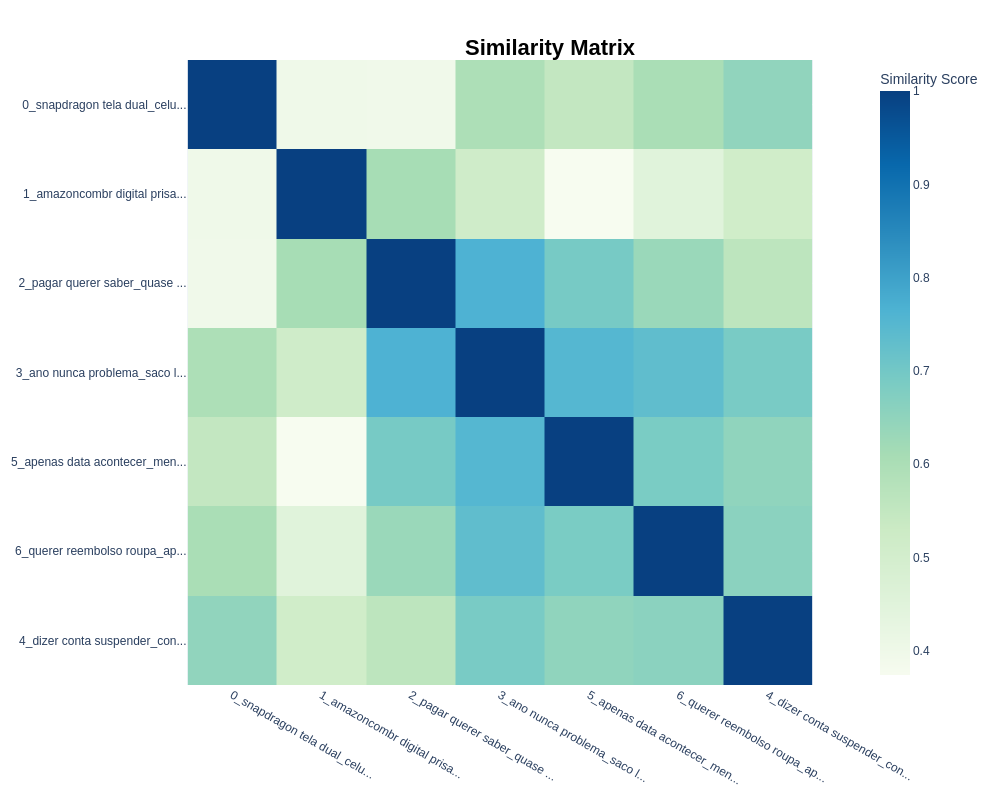 Similarity Matrix
Similarity Score
0_snapdragon tela dual_celu...
1_amazoncombr digital prisa...
2_pagar querer saber_quase ...
3_ano nunca problema_saco l...
5_apenas data acontecer_men...
6_querer reembolso roupa_ap...
4_dizer conta suspender_con...
1
0.9
0.8
0.7
0.6
0.5
0.4
0_snapdragon tela dual_celu...
1_amazoncombr digital prisa...
2_pagar querer saber_quase ...
3_ano nunca problema_saco l...
5_apenas data acontecer_men...
6_querer reembolso roupa_ap...
4_dizer conta suspender_con...